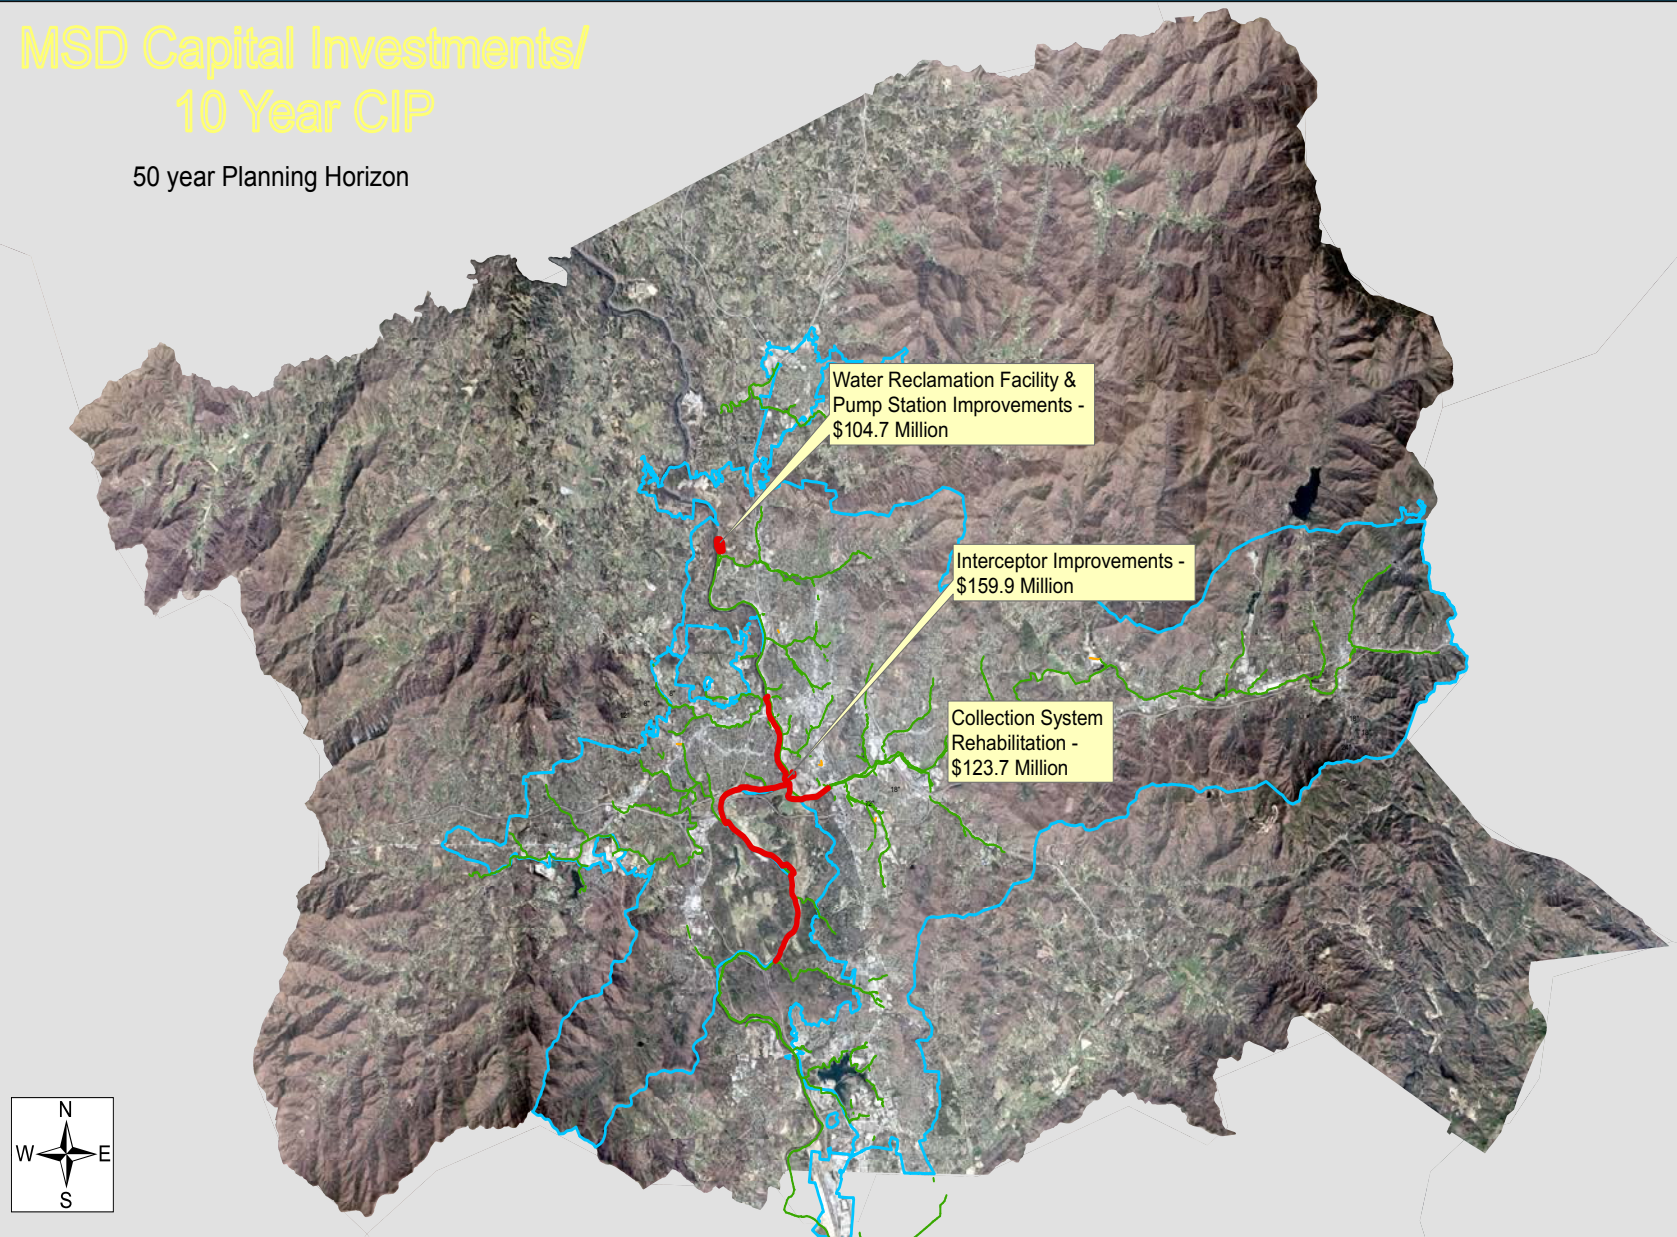 MSD Capital Investments/
10 Year CIP
50 year Planning Horizon
Water Reclamation Facility &
Pump Station Improvements -
$104.7 Million
Interceptor Improvements -
$159.9 Million
Collection System
Rehabilitation -
$123.7 Million
18"
N
W E
S